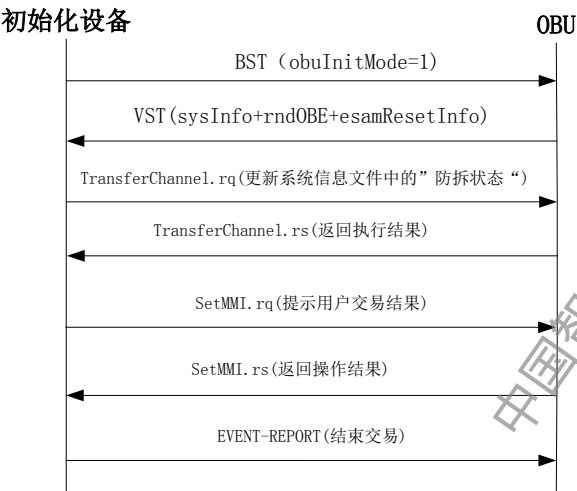 初始化设备
OBU
BST（obuInitMode=1)
VST(sysInfo+rndOBE+esamResetInfo)
TransferChannel.rq(更新系统信息文件中的”防拆状态“)
TransferChannel.rs(返回执行结果)
SetMMI.rq(提示用户交易结果)
SetMMI.rs(返回操作结果)
EVENT-REPORT(结束交易)
中国智